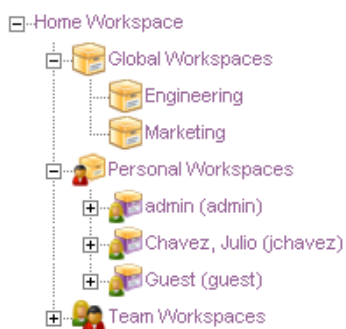 Home Workspace
Global Workspaces
Engineering
Marketing
Personal Workspaces
admin (admin)
Chavez, Julio (jchavez)
Guest (guest)
Team Workspaces